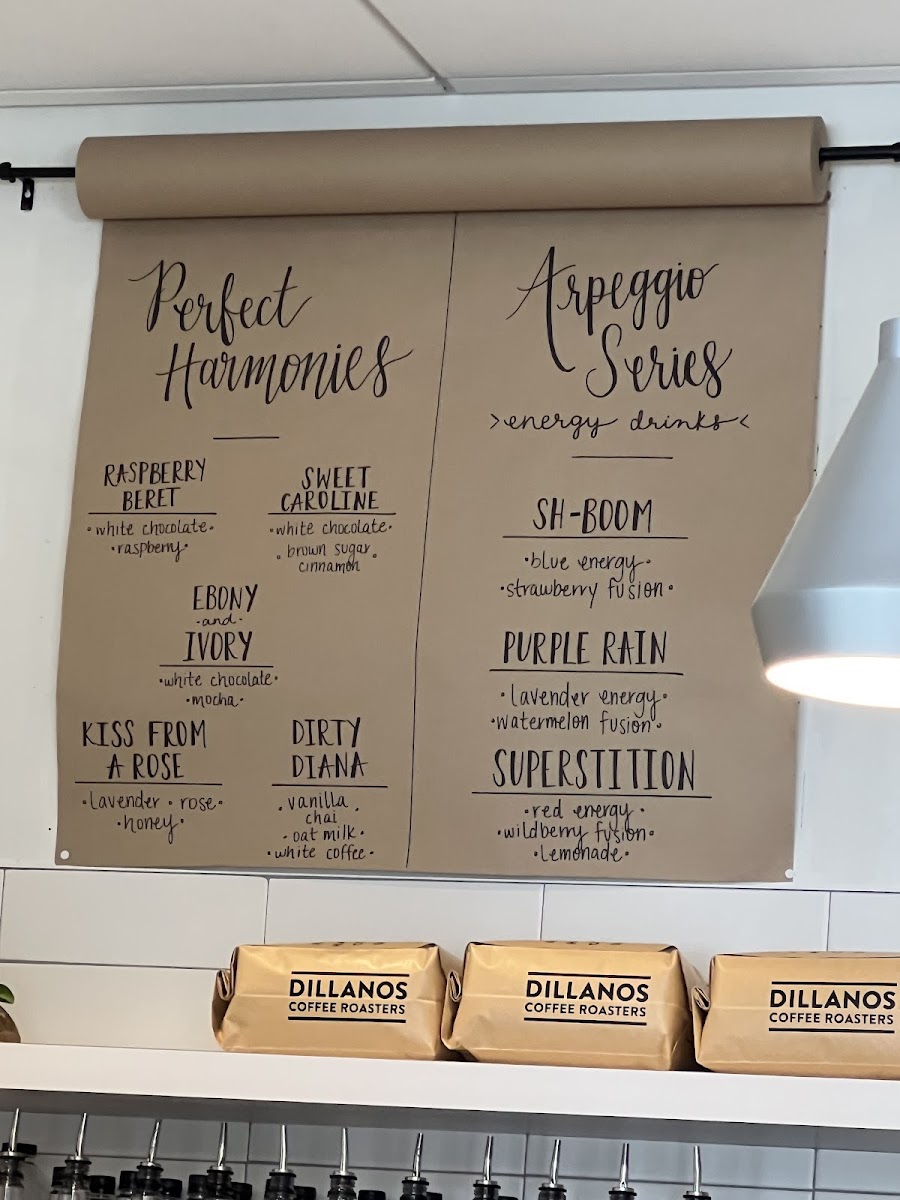 Perfect
Harmonies
RASPBERRY
BERET
•white chocolate•
•raspberry•
SWEET
CAROLINE
•white chocolate•
•brown sugar•
cinnamon
EBONY
-and-
IVORY
•white chocolate•
•mocha•
KISS FROM
A ROSE
•lavender•rose•
•honey•
DIRTY
DIANA
•vanilla•
chai
•oat milk•
•white coffee•
Arpeggio
Series
>energy drinks<
SH-BOOM
•blue energy•
•strawberry fusion•
PURPLE RAIN
•lavender energy•
•watermelon fusion•
SUPERSTITION
•red energy•
•wildberry fusion•
•lemonade•
DILLANOS
COFFEE ROASTERS
DILLANOS
COFFEE ROASTERS
DILLANOS
COFFEE ROASTERS